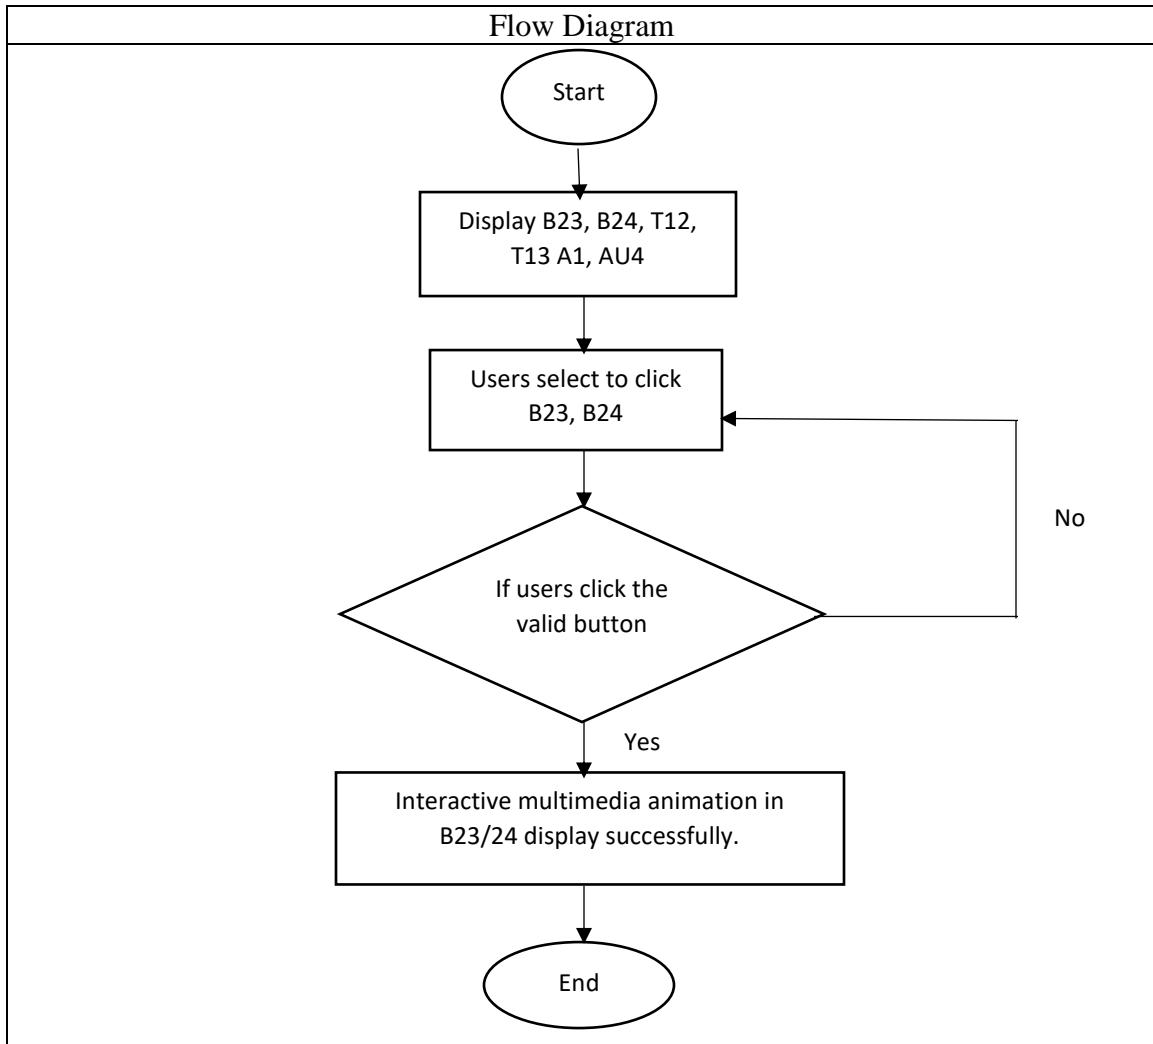 Flow Diagram
Start
Display B23, B24, T12,
T13 A1, AU4
Users select to click
B23, B24
No
If users click the
valid button
Yes
Interactive multimedia animation in
B23/24 display successfully.
End